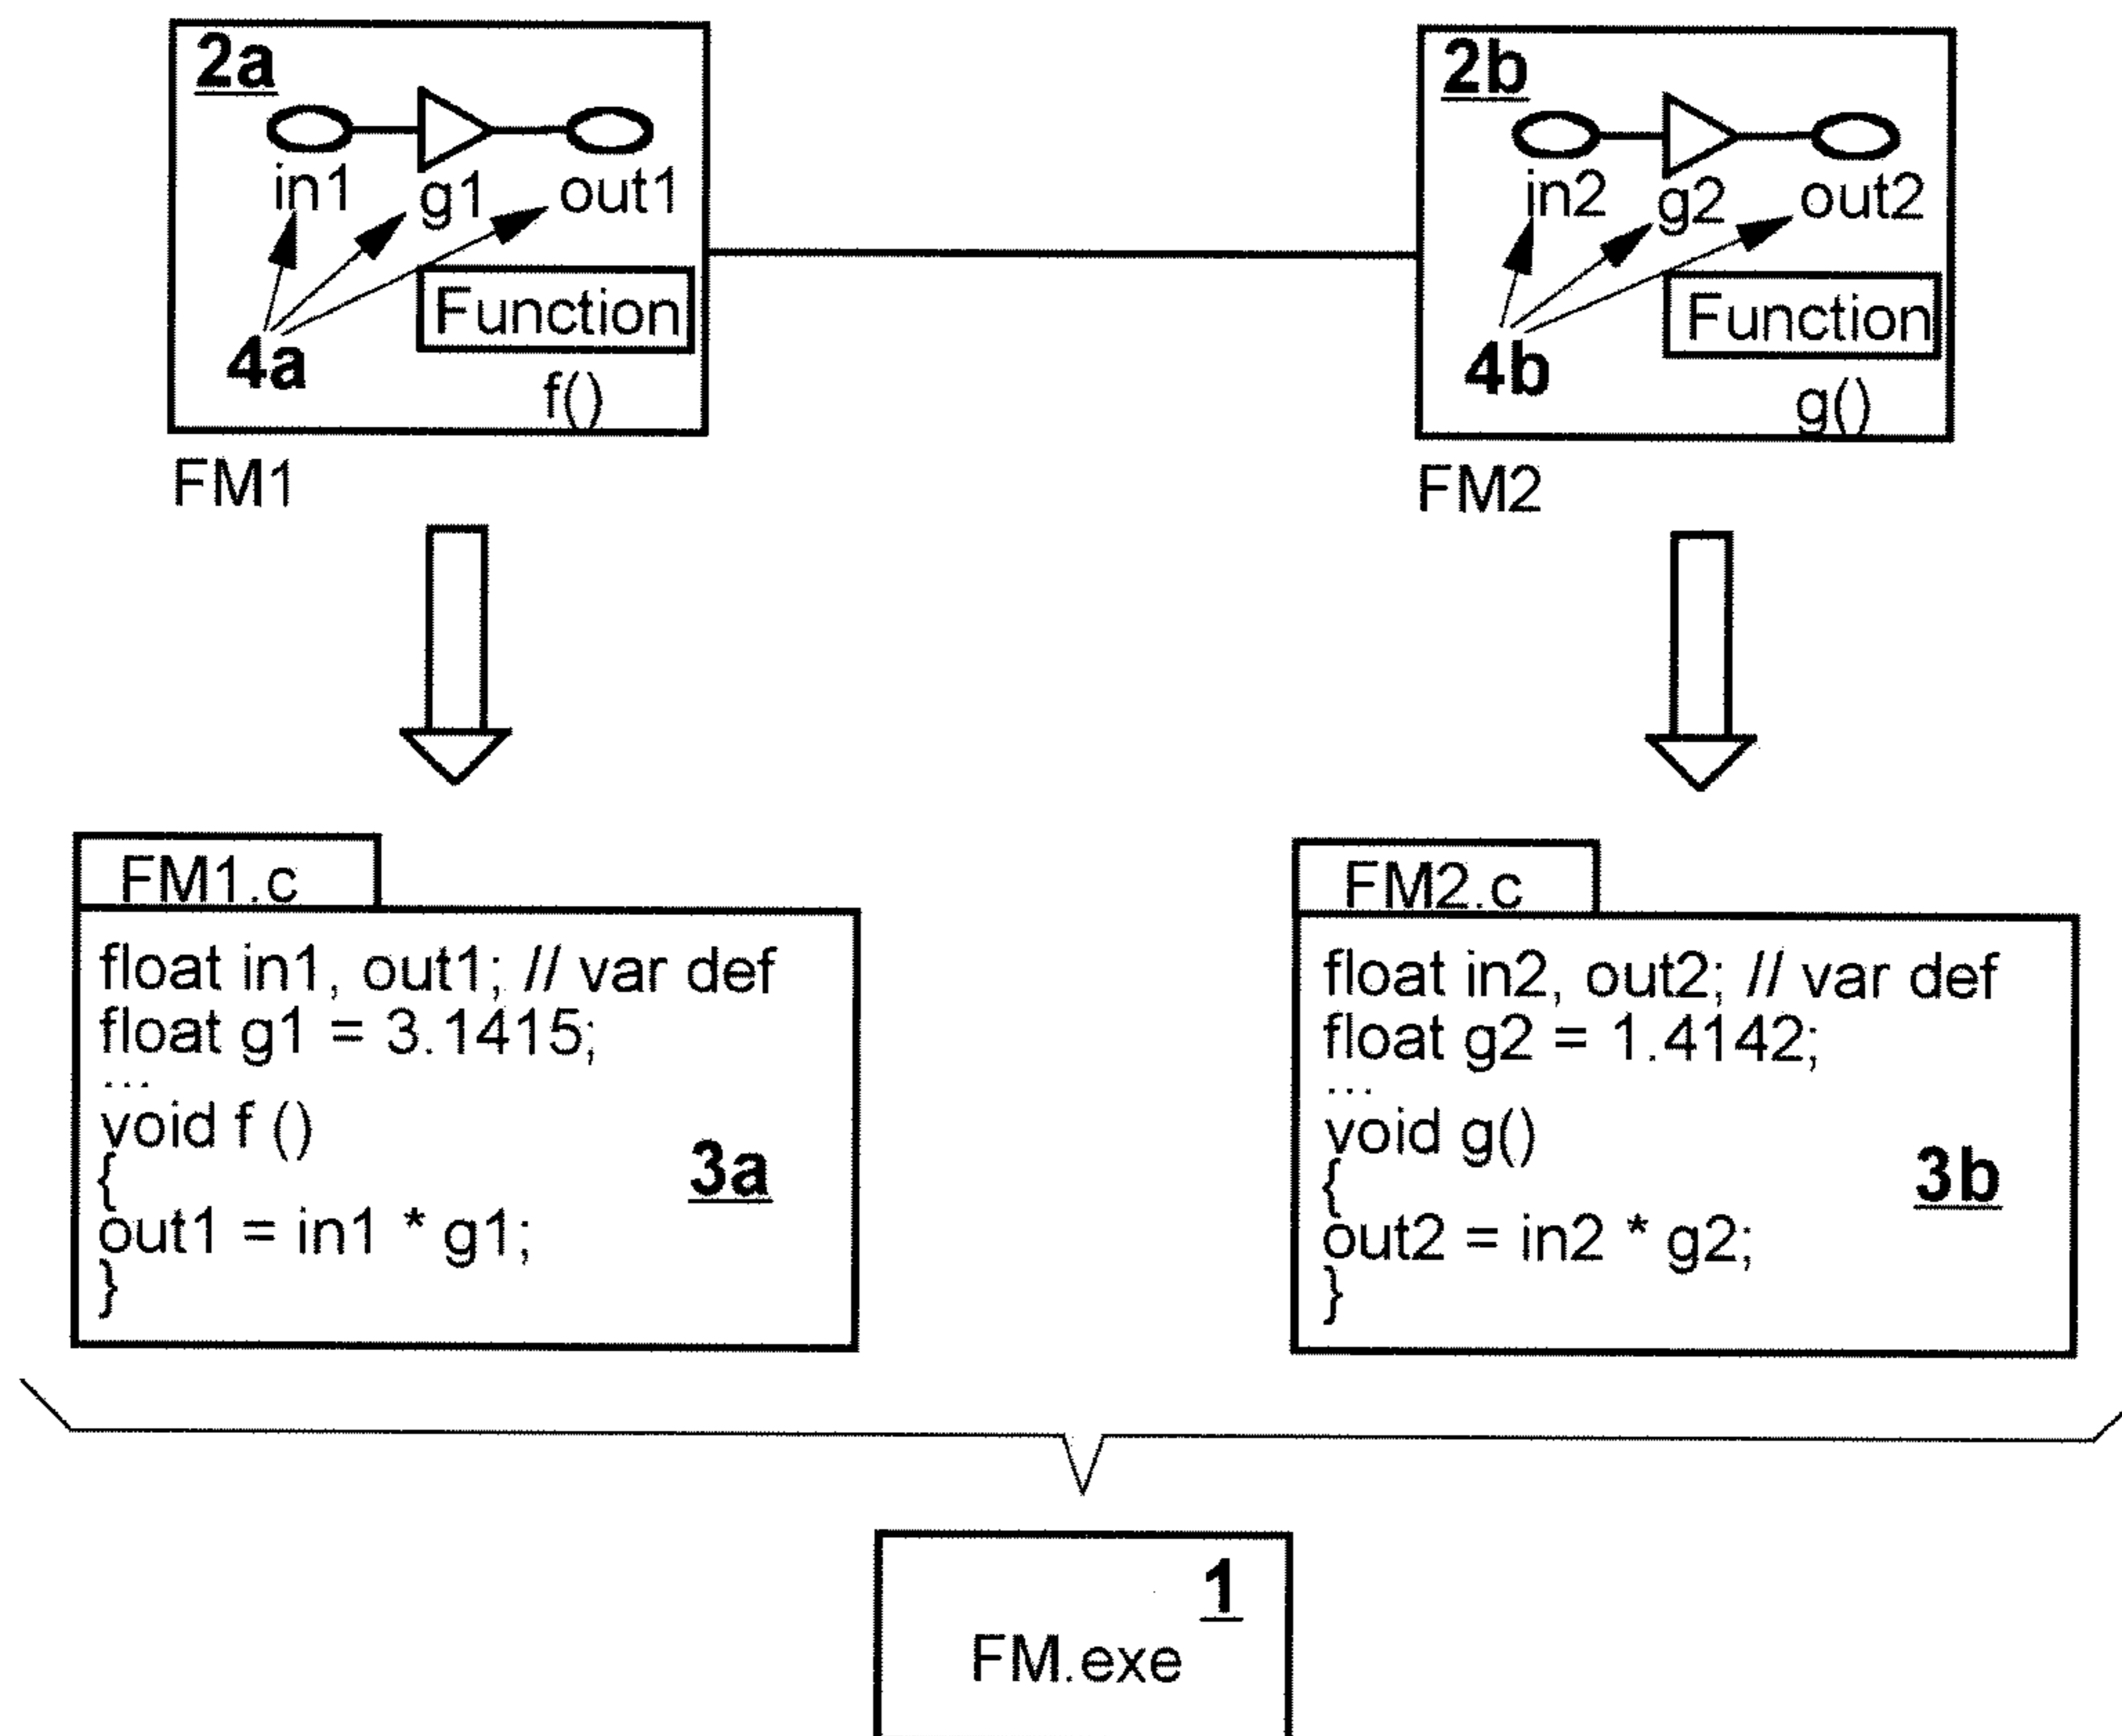 2a
in1 g1 out1
Function
4a
f()
FM1
2b
in2 g2 out2
Function
4b
g()
FM2
FM1.c
float in1, out1; // var def
float g1 = 3.1415;
...
void f ()
{
out1 = in1 * g1;
}
3a
FM2.c
float in2, out2; // var def
float g2 = 1.4142;
...
void g()
{
out2 = in2 * g2;
}
3b
1
FM.exe